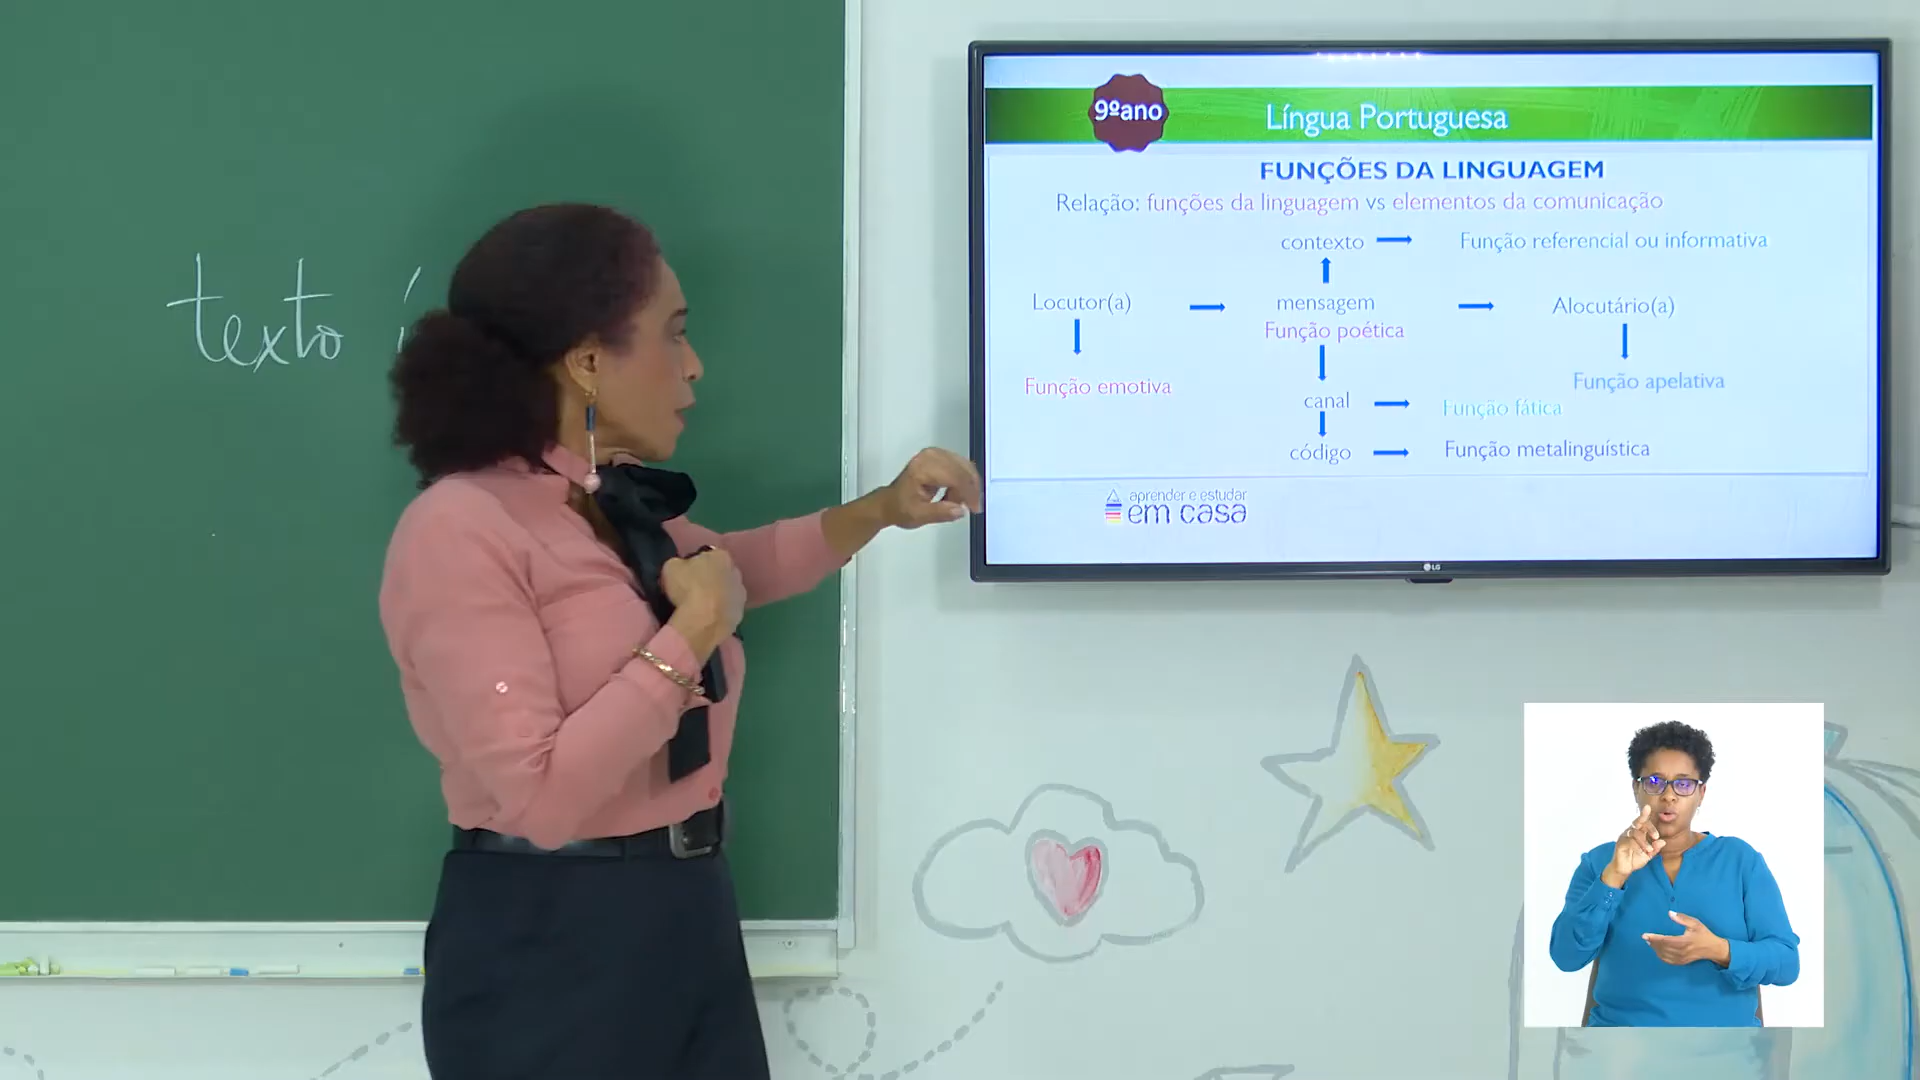 texto
9ºano
Língua Portuguesa
FUNÇÕES DA LINGUAGEM
Relação: funções da linguagem vs elementos da comunicação
contexto Função referencial ou informativa
Locutor(a) mensagem Alocutário(a)
Função poética
Função emotiva Função apelativa
canal Função fática
código Função metalinguística
aprender e estudar
em casa
LG